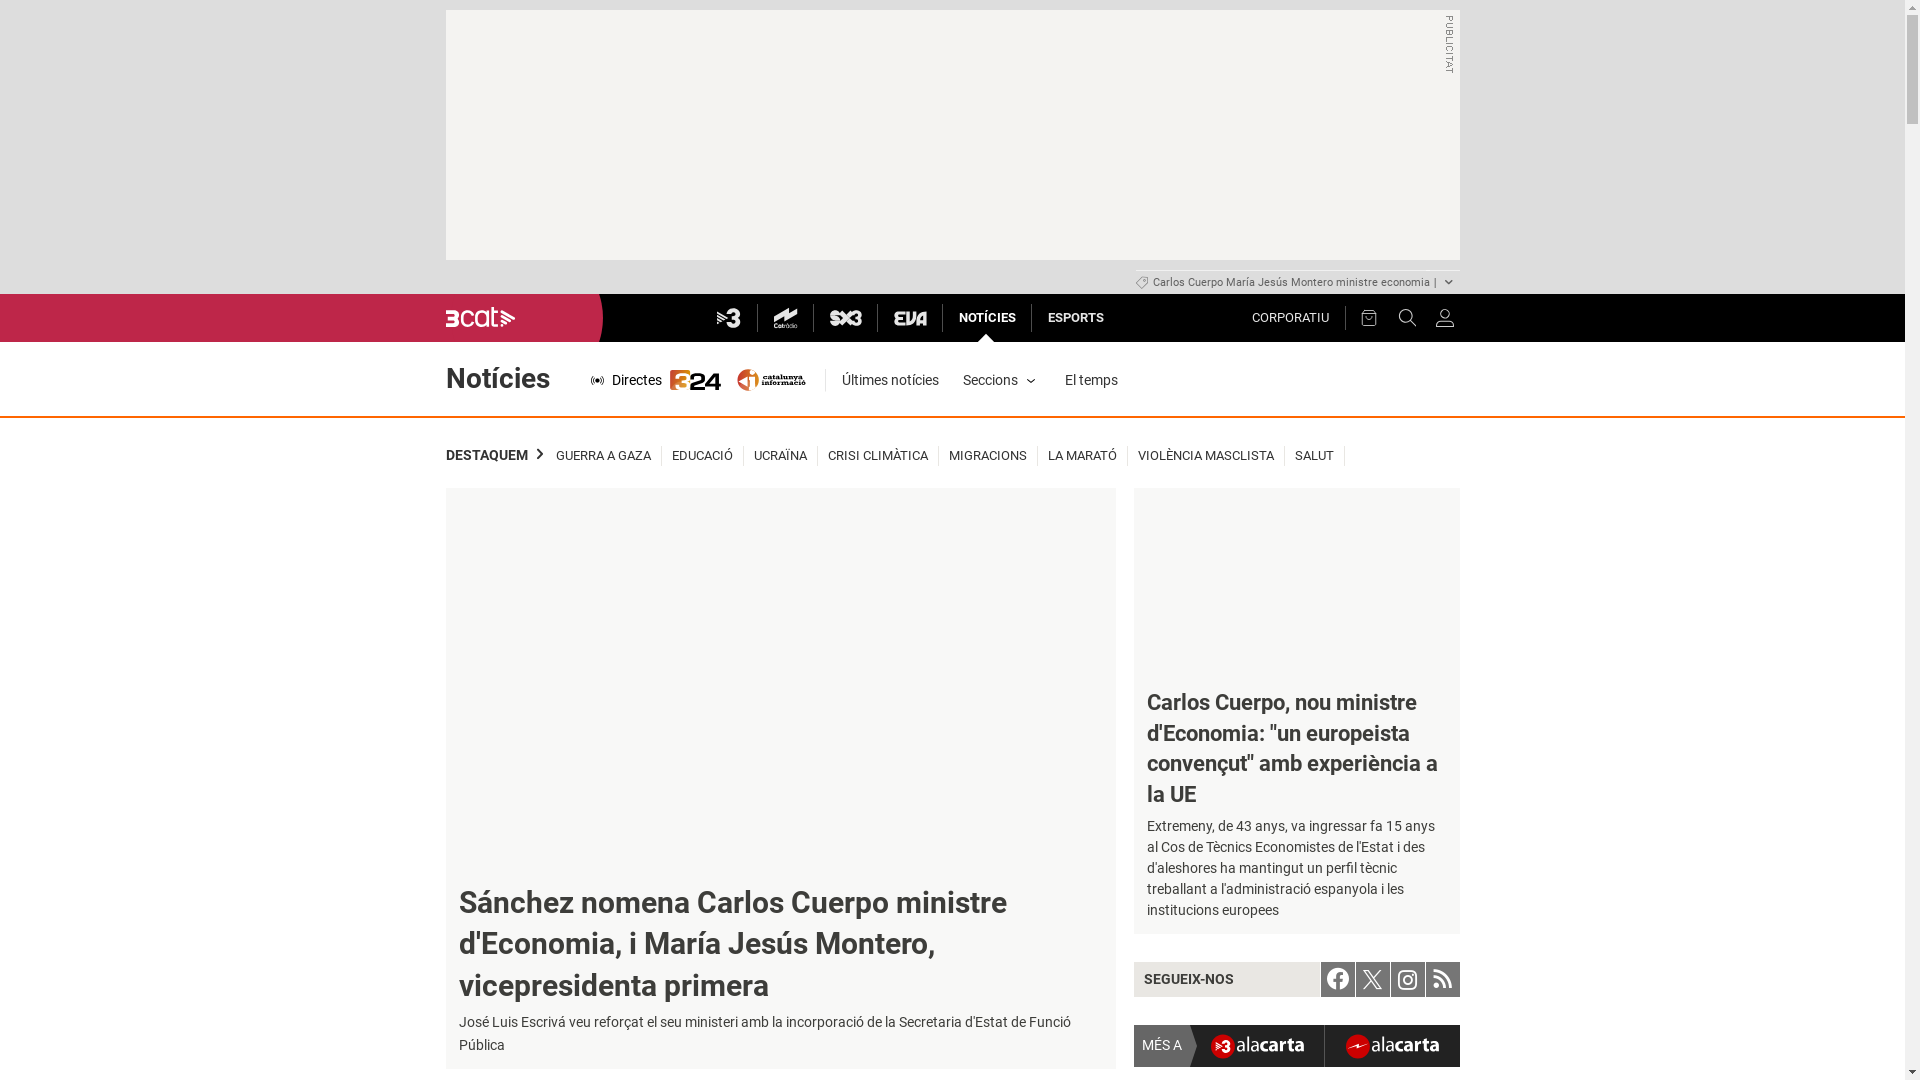 PUBLICITAT
Carlos Cuerpo María Jesús Montero ministre economia |
3cat
3
Catràdio
SX3
EVA
NOTÍCIES
ESPORTS
CORPORATIU
Notícies
Directes
324
catalunya
informació
Últimes notícies
Seccions
El temps
DESTAQUEM
GUERRA A GAZA
EDUCACIÓ
UCRAÏNA
CRISI CLIMÀTICA
MIGRACIONS
LA MARATÓ
VIOLÈNCIA MASCLISTA
SALUT
Sánchez nomena Carlos Cuerpo ministre
d'Economia, i María Jesús Montero,
vicepresidenta primera
José Luis Escrivá veu reforçat el seu ministeri amb la incorporació de la Secretaria d'Estat de Funció
Pública
Carlos Cuerpo, nou ministre
d'Economia: "un europeista
convençut" amb experiència a
la UE
Extremeny, de 43 anys, va ingressar fa 15 anys
al Cos de Tècnics Economistes de l'Estat i des
d'aleshores ha mantingut un perfil tècnic
treballant a l'administració espanyola i les
institucions europees
SEGUEIX-NOS
MÉS A
3 alacarta
alacarta